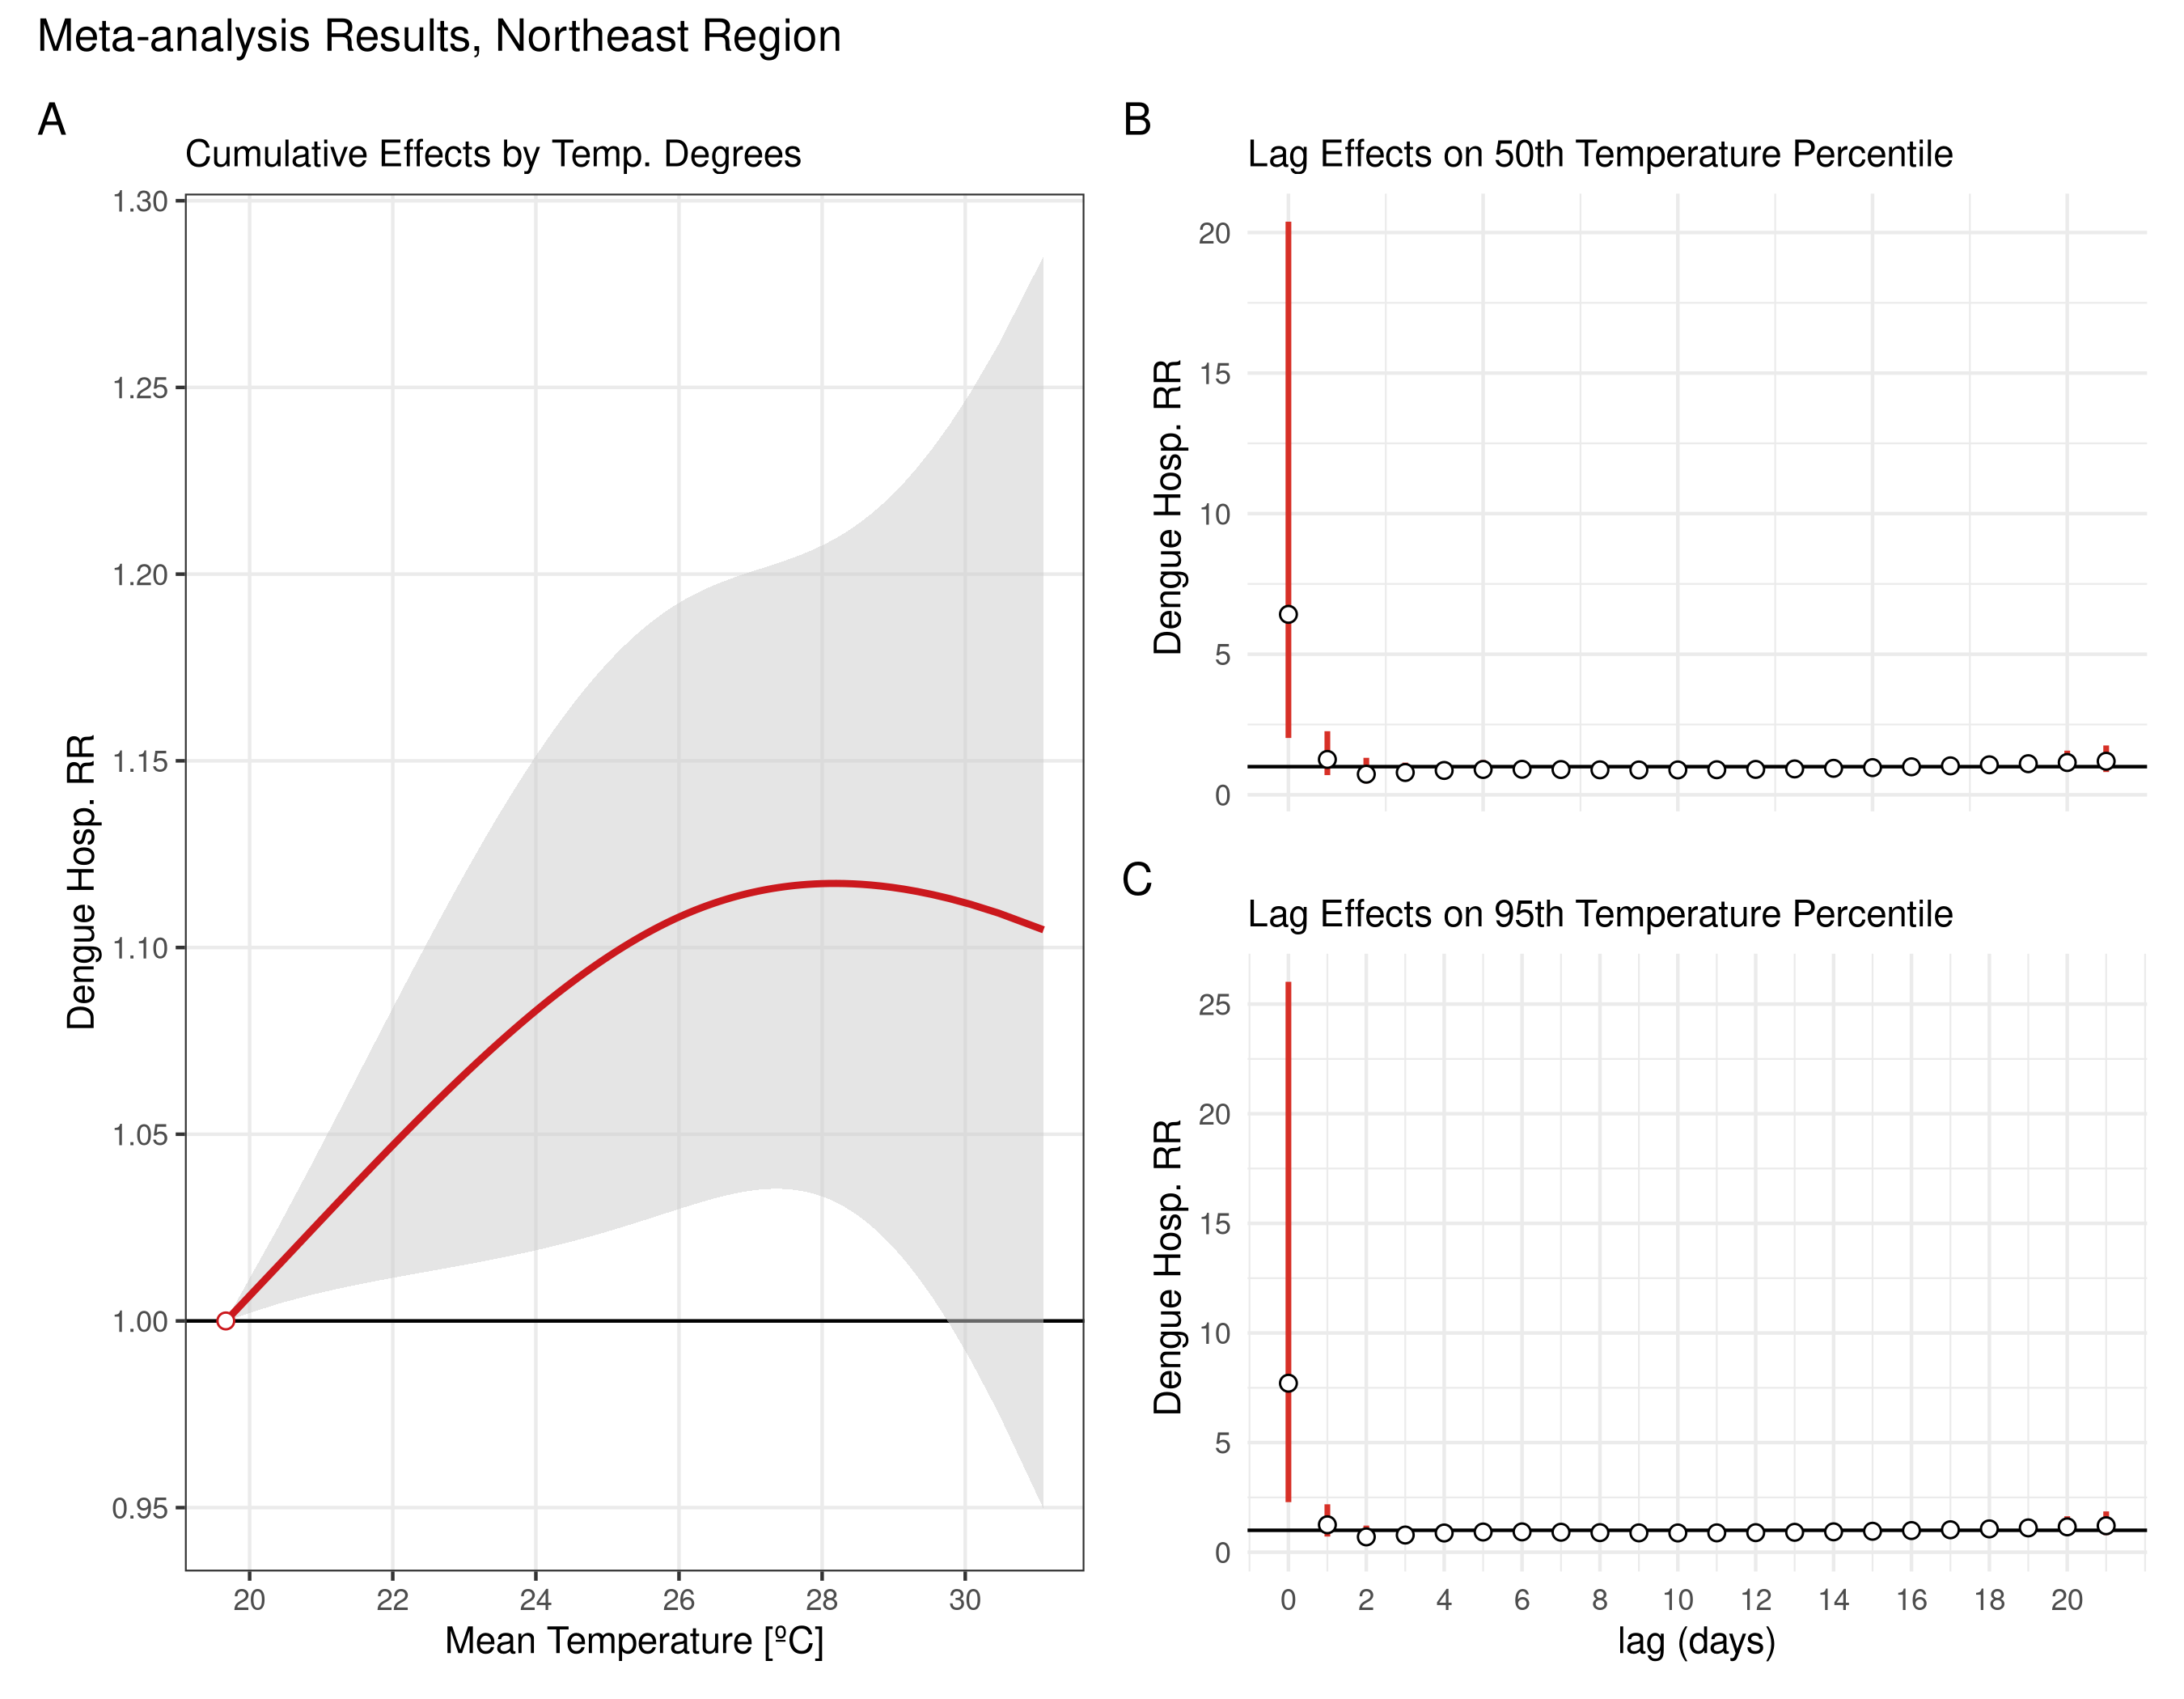 Meta-analysis Results, Northeast Region
A
Cumulative Effects by Temp. Degrees
Dengue Hosp. RR
1.30
1.25
1.20
1.15
1.10
1.05
1.00
0.95
20 22 24 26 28 30
Mean Temperature [ºC]
B
Lag Effects on 50th Temperature Percentile
Dengue Hosp. RR
20
15
10
5
0
C
Lag Effects on 95th Temperature Percentile
Dengue Hosp. RR
25
20
15
10
5
0
0 2 4 6 8 10 12 14 16 18 20
lag (days)